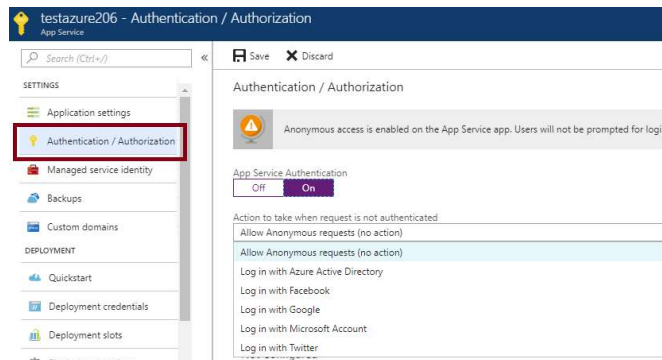 testazure206 - Authentication / Authorization
App Service
Search (Ctrl+/)
«
SETTINGS
Application settings
Authentication / Authorization
Managed service identity
Backups
Custom domains
DEPLOYMENT
Quickstart
Deployment credentials
Deployment slots
Save Discard
Authentication / Authorization
Anonymous access is enabled on the App Service app. Users will not be prompted for logi
App Service Authentication
Off On
Action to take when request is not authenticated
Allow Anonymous requests (no action)
Allow Anonymous requests (no action)
Log in with Azure Active Directory
Log in with Facebook
Log in with Google
Log in with Microsoft Account
Log in with Twitter